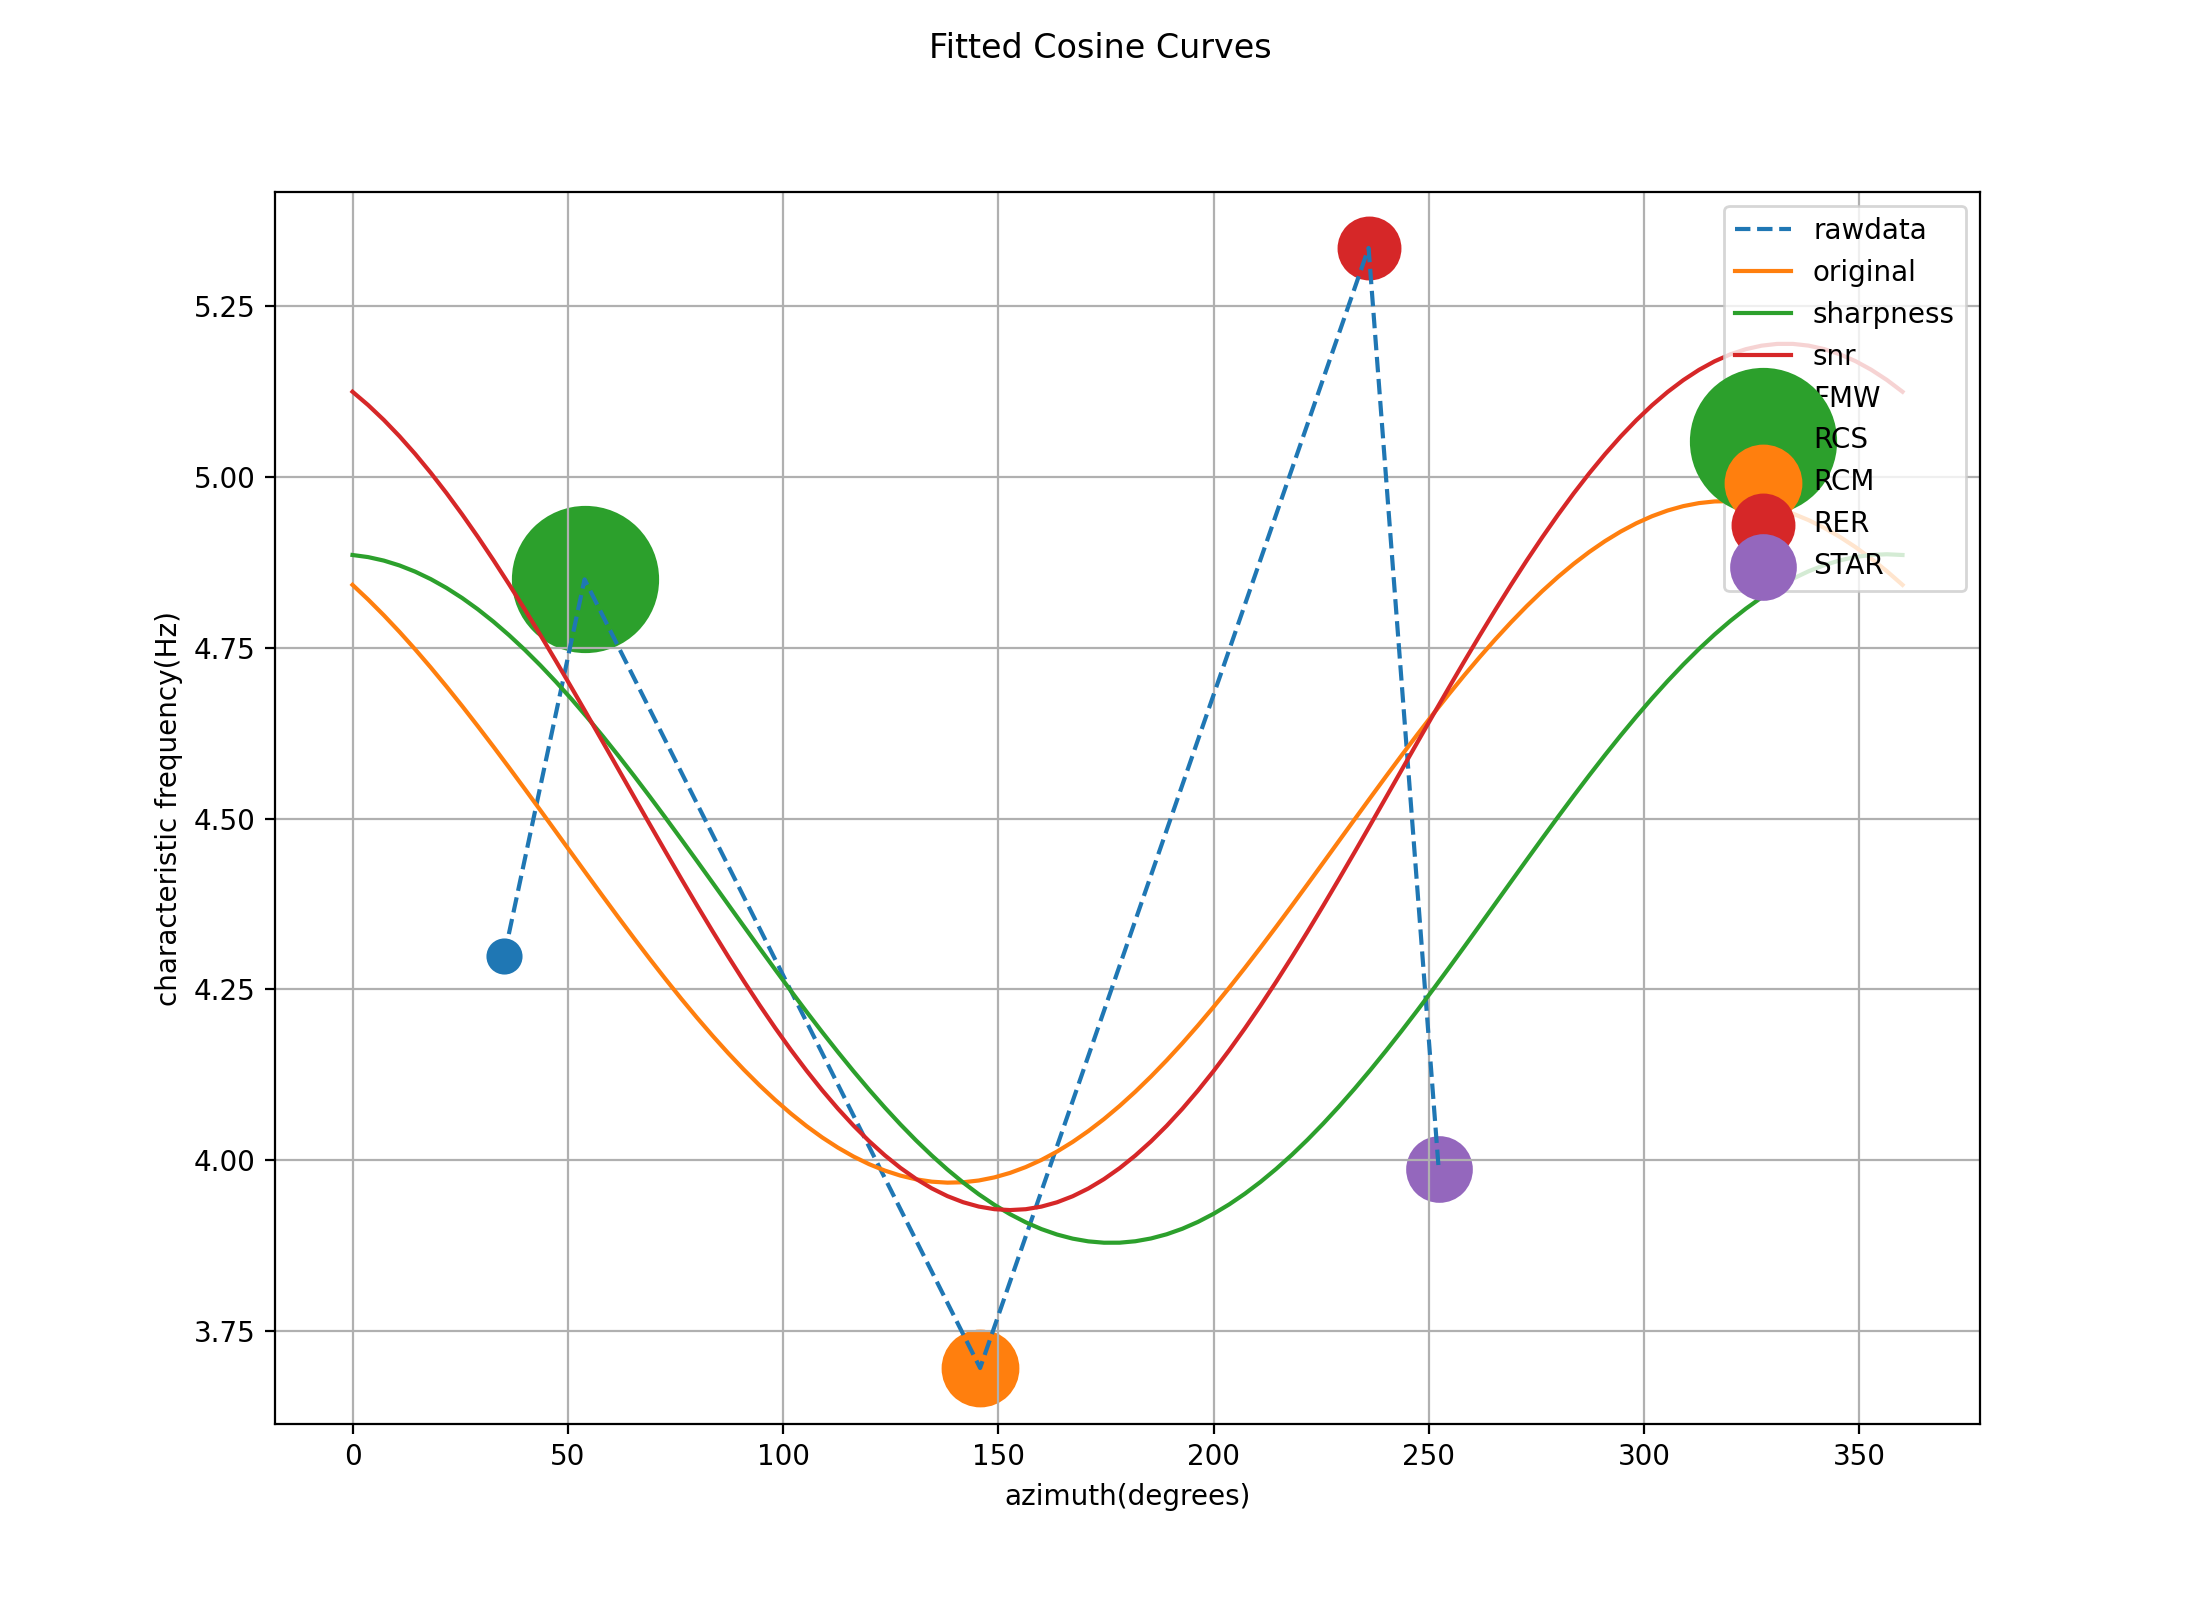 Fitted Cosine Curves
rawdata
original
sharpness
snr
FMW
RCS
RCM
RER
STAR
characteristic frequency(Hz)
5.25
5.00
4.75
4.50
4.25
4.00
3.75
0 50 100 150 200 250 300 350
azimuth(degrees)